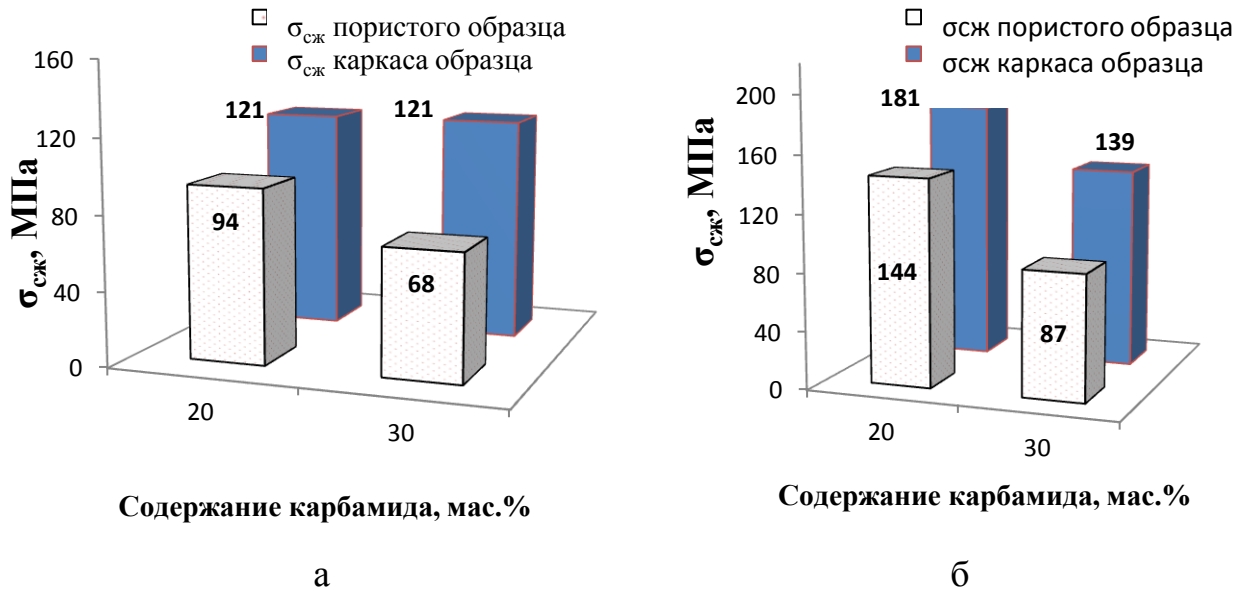 σсж пористого образца
σсж каркаса образца
160
120
80
40
0
σсж, МПа
121
121
94
68
20
30
Содержание карбамида, мас.%
а
σсж пористого образца
σсж каркаса образца
200
160
120
80
40
0
σсж, МПа
181
139
144
87
20
30
Содержание карбамида, мас.%
б